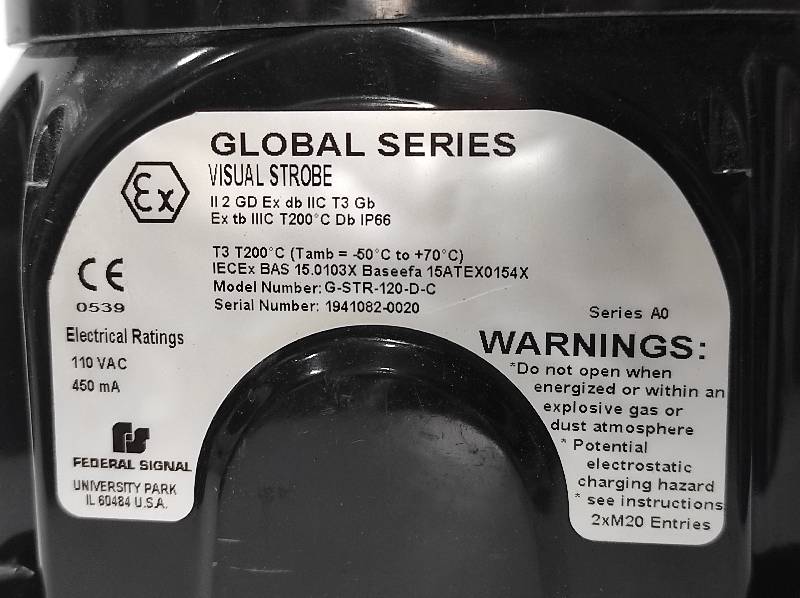 GLOBAL SERIES
VISUAL STROBE
Ex
II 2 GD Ex db IIC T3 Gb
Ex tb IIIC T200°C Db IP66
T3 T200°C (Tamb = -50°C to +70°C)
IECEx BAS 15.0103X Baseefa 15ATEX0154X
Model Number: G-STR-120-D-C
Serial Number: 1941082-0020
CE
0539
Electrical Ratings
110 VAC
450 mA
FEDERAL SIGNAL
UNIVERSITY PARK
IL 60484 U.S.A.
Series A0
WARNINGS:
*Do not open when
energized or within an
explosive gas or
dust atmosphere
* Potential
electrostatic
charging hazard
* see instructions
2xM20 Entries